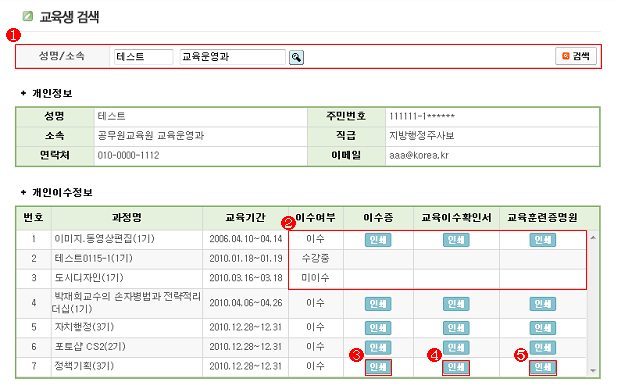 교육생 검색
1
성명/소속 테스트 교육운영과 검색
+ 개인정보
성명 테스트 주민번호 111111-1******
소속 공무원교육원 교육운영과 직급 지방행정주사보
연락처 010-0000-1112 이메일 aaa@korea.kr
+ 개인이수정보
2
번호 과정명 교육기간 이수여부 이수증 교육이수확인서 교육훈련증명원
1 이미지.동영상편집(1기) 2006.04.10~04.14 이수 인쇄 인쇄 인쇄
2 테스트0115-1(1기) 2010.01.18~01.19 수강중
3 도시디자인(1기) 2010.03.16~03.18 미이수
4 박재희교수의 손자병법과 전략적리더십(1기) 2010.04.06~04.26 이수 인쇄 인쇄 인쇄
5 자치행정(3기) 2010.12.28~12.31 이수 인쇄 인쇄 인쇄
6 포토샵 CS2(2기) 2010.12.28~12.31 이수 인쇄 인쇄 인쇄
3 4 5
7 정책기획(3기) 2010.12.28~12.31 이수 인쇄 인쇄 인쇄